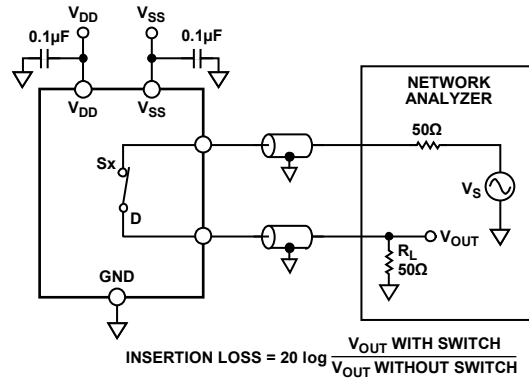 VDD VSS
0.1µF 0.1µF
VDD VSS
NETWORK
ANALYZER
50Ω
Sx
VS
D
VOUT
RL
50Ω
GND
INSERTION LOSS = 20 log VOUT WITH SWITCH
VOUT WITHOUT SWITCH